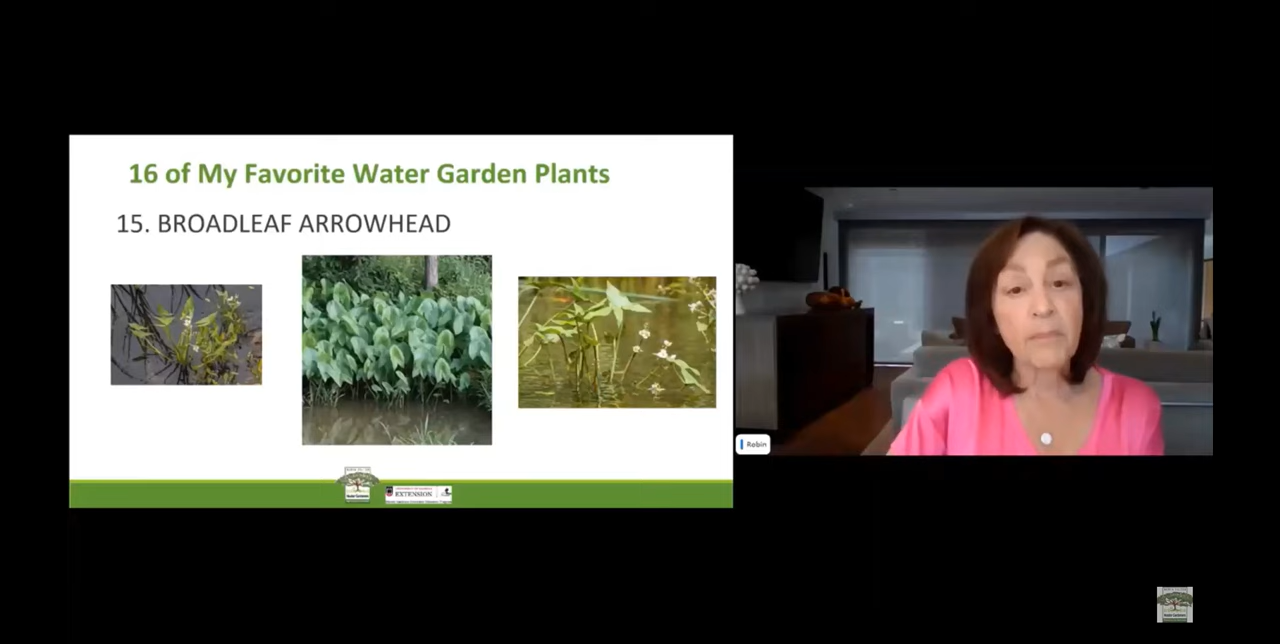 16 of My Favorite Water Garden Plants
15. BROADLEAF ARROWHEAD
EXTENSION
Robin